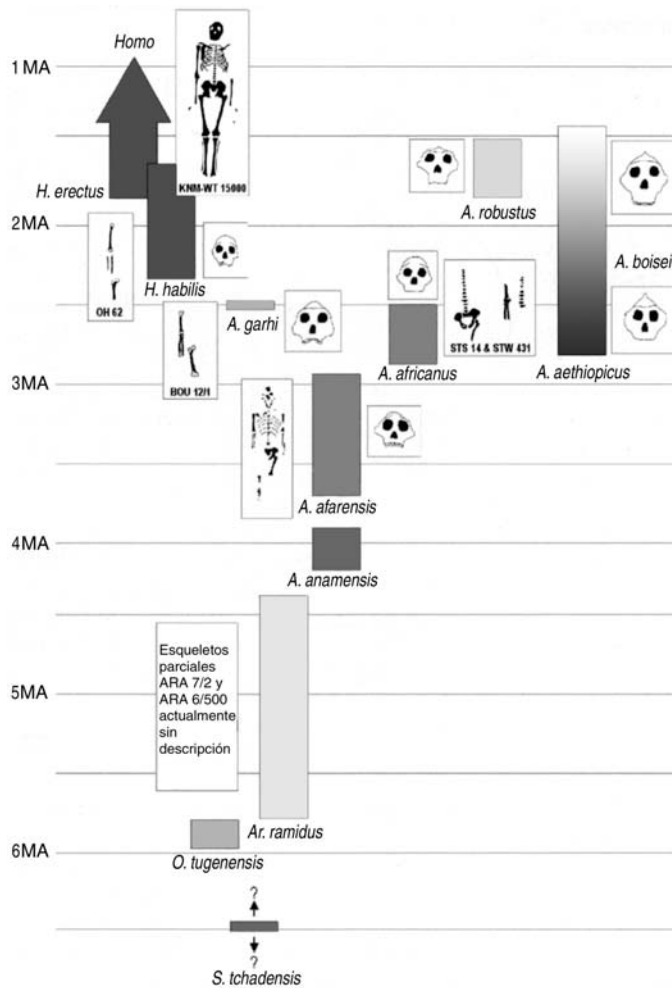 Homo
1MA
KNM-WT 15000
H. erectus
A. robustus
2MA
H. habilis
OH 62
A. boisei
A. garhi
BOU 12/1
STS 14 & STW 431
A. africanus
A. aethiopicus
3MA
A. afarensis
4MA
A. anamensis
Esqueletos
parciales
ARA 7/2 y
ARA 6/500
actualmente
sin
descripción
5MA
Ar. ramidus
O. tugenensis
6MA
?
?
S. tchadensis